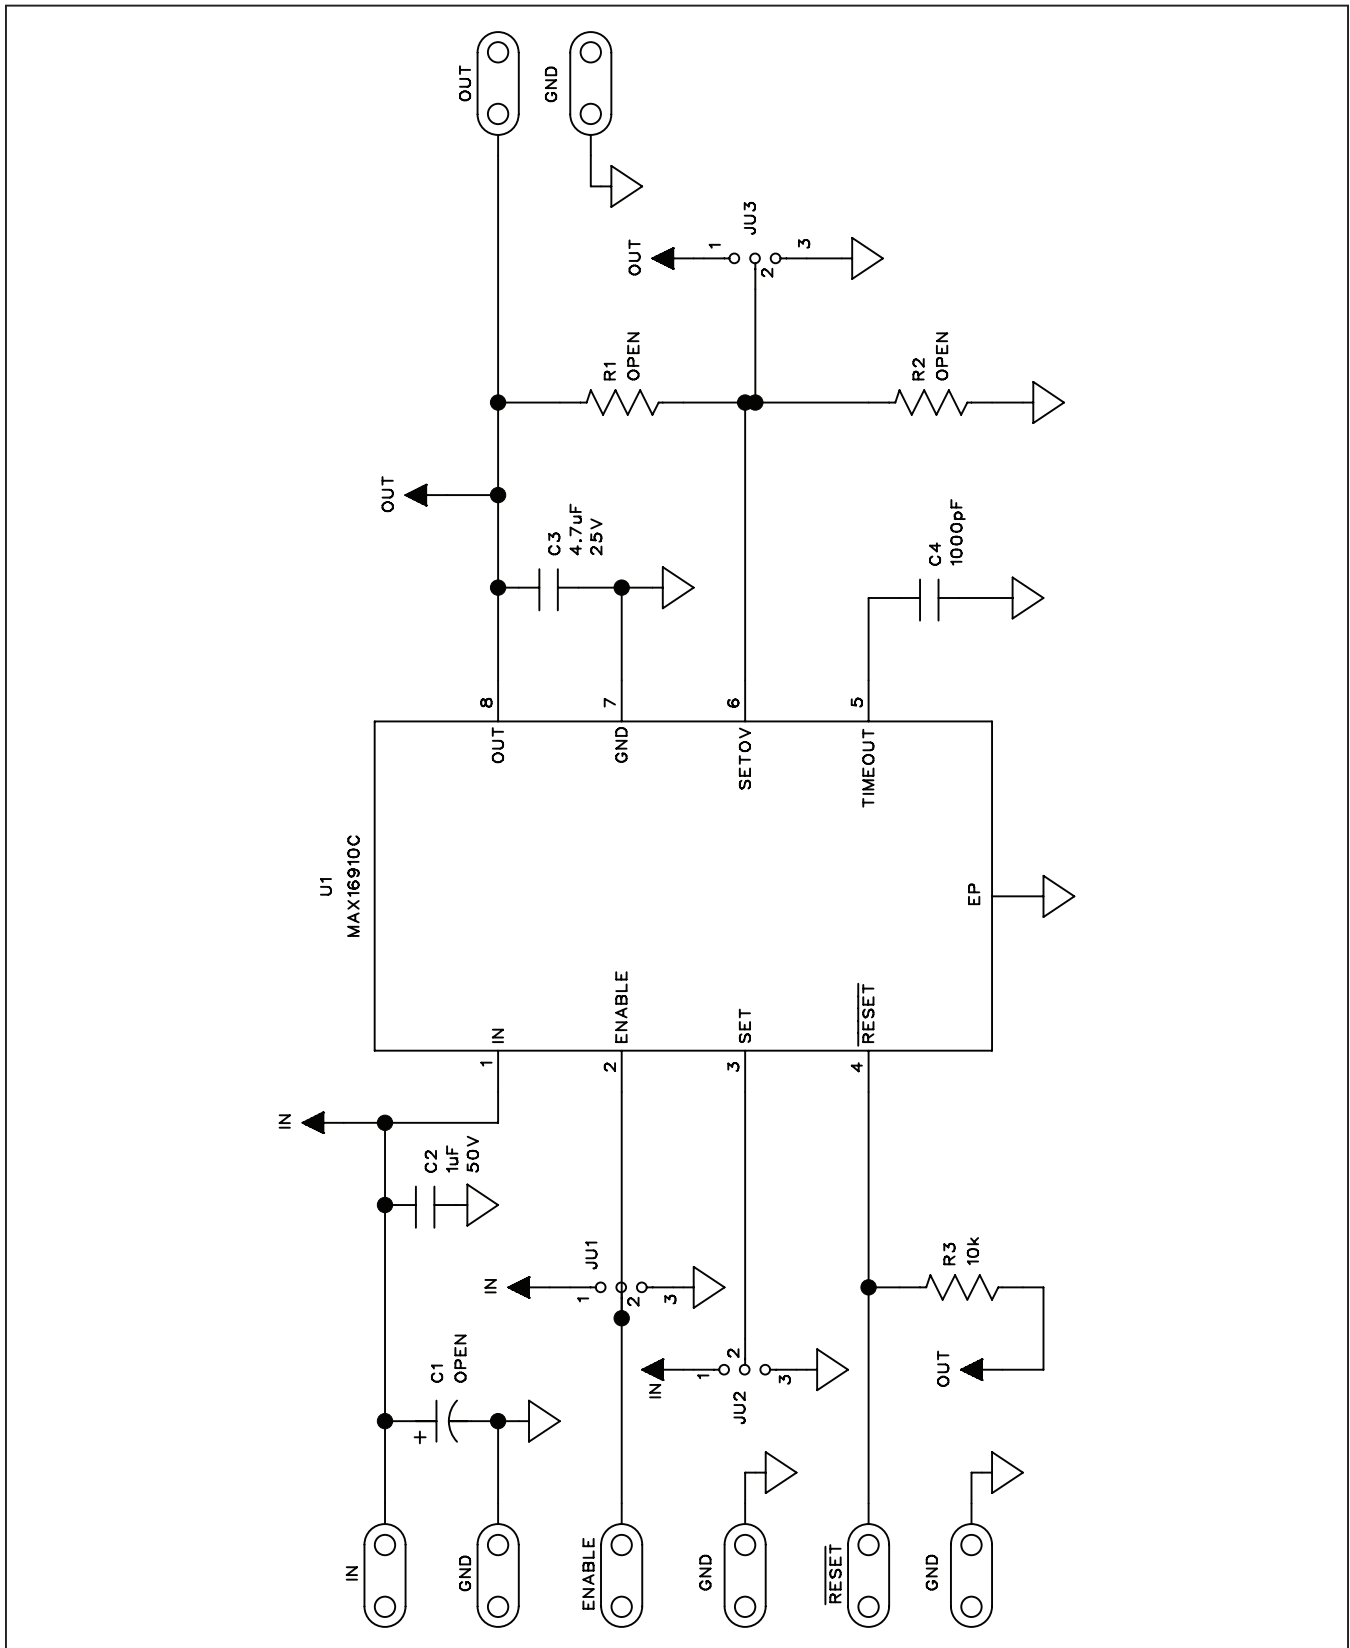 IN
GND
ENABLE
GND
RESET
GND
+
C1
OPEN
C2
1uF
50V
IN
IN
1
2
3
JU1
IN
1
2
3
JU2
R3
10k
OUT
U1
MAX16910C
1
IN
2
ENABLE
3
SET
4
RESET
EP
OUT
8
GND
7
SETOV
6
TIMEOUT
5
C3
4.7uF
25V
C4
1000pF
OUT
R1
OPEN
R2
OPEN
OUT
1
2
3
JU3
OUT
GND